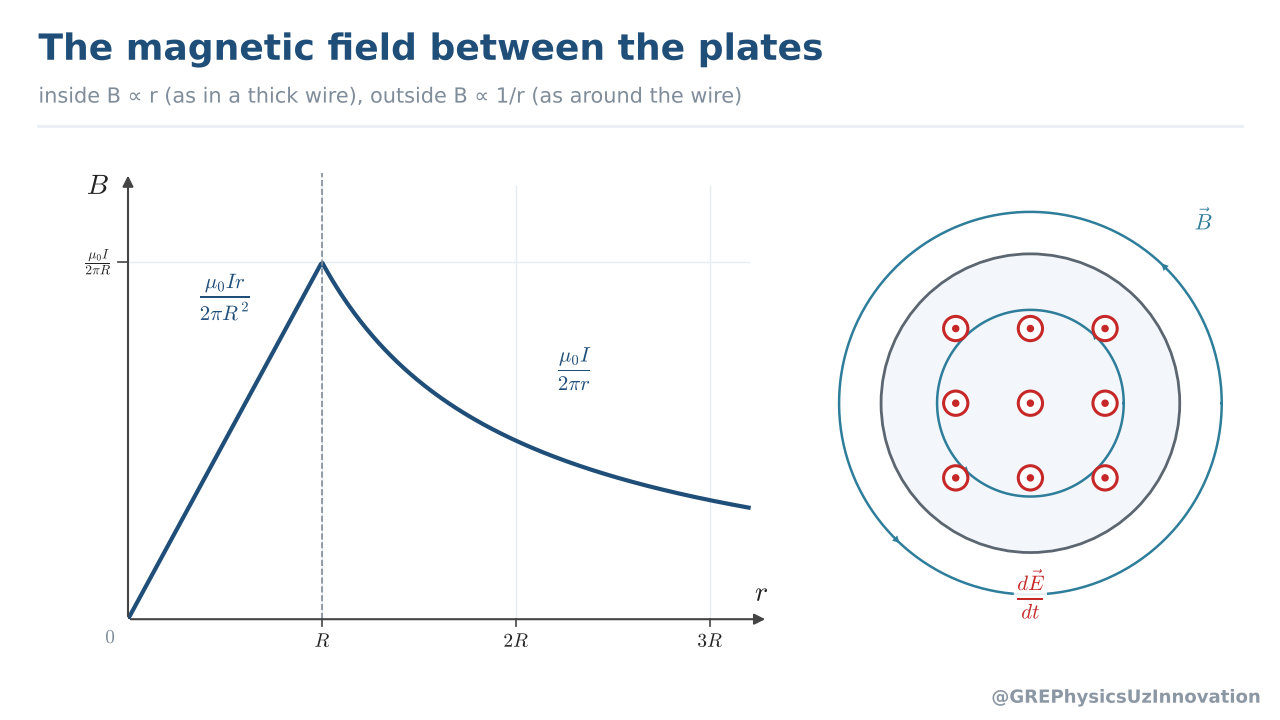 The magnetic field between the plates
inside B ∝ r (as in a thick wire), outside B ∝ 1/r (as around the wire)
B
μ₀I/2πR
μ₀Ir/2πR²
μ₀I/2πr
r
0
R
2R
3R
B⃗
dE⃗/dt
@GREPhysicsUzInnovation